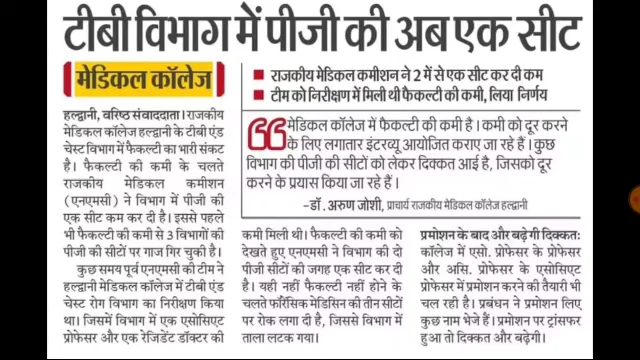 टीबी विभाग में पीजी की अब एक सीट
मेडिकल कॉलेज
■ राजकीय मेडिकल कमीशन ने 2 में से एक सीट कर दी कम
■ टीम को निरीक्षण में मिली थी फैकल्टी की कमी, लिया निर्णय
हल्द्वानी, वरिष्ठ संवाददाता। राजकीय
मेडिकल कॉलेज हल्द्वानी के टीबी एंड
चेस्ट विभाग में फैकल्टी का भारी संकट
है। फैकल्टी की कमी के चलते
राजकीय मेडिकल कमीशन
(एनएमसी) ने विभाग में पीजी की
एक सीट कम कर दी है। इससे पहले
भी फैकल्टी की कमी से 3 विभागों की
पीजी की सीटों पर गाज गिर चुकी है।
कुछ समय पूर्व एनएमसी की टीम ने
हल्द्वानी मेडिकल कॉलेज में टीबी एंड
चेस्ट रोग विभाग का निरीक्षण किया
था। जिसमें विभाग में एक एसोसिएट
प्रोफेसर और एक रेजिडेंट डॉक्टर की
मेडिकल कॉलेज में फैकल्टी की कमी है। कमी को दूर करने
के लिए लगातार इंटरव्यू आयोजित कराए जा रहे हैं। कुछ
विभाग की पीजी की सीटों को लेकर दिक्कत आई है, जिसको दूर
करने के प्रयास किया जा रहे हैं।
-डॉ. अरुण जोशी, प्राचार्य राजकीय मेडिकल कॉलेज हल्द्वानी
कमी मिली थी। फैकल्टी की कमी को
देखते हुए एनएमसी ने विभाग की दो
पीजी सीटों की जगह एक सीट कर दी
है। यही नहीं फैकल्टी नहीं होने के
चलते फॉरेंसिक मेडिसिन की तीन सीटों
पर रोक लगा दी है, जिससे विभाग में
ताला लटक गया।
प्रमोशन के बाद और बढ़ेगी दिक्कत:
कॉलेज में एसो. प्रोफेसर के प्रोफेसर
और असि. प्रोफेसर के एसोसिएट
प्रोफेसर में प्रमोशन करने की तैयारी भी
चल रही है। प्रबंधन ने प्रमोशन लिए
कुछ नाम भेजे हैं। प्रमोशन पर ट्रांसफर
हुआ तो दिक्कत और बढ़ेगी।